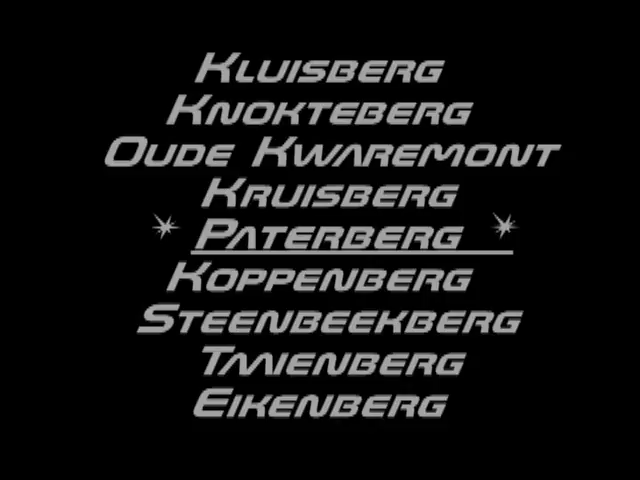 Kluisberg
Knokteberg
Oude Kwaremont
Kruisberg
Paterberg
Koppenberg
Steenbeekberg
Taaienberg
Eikenberg